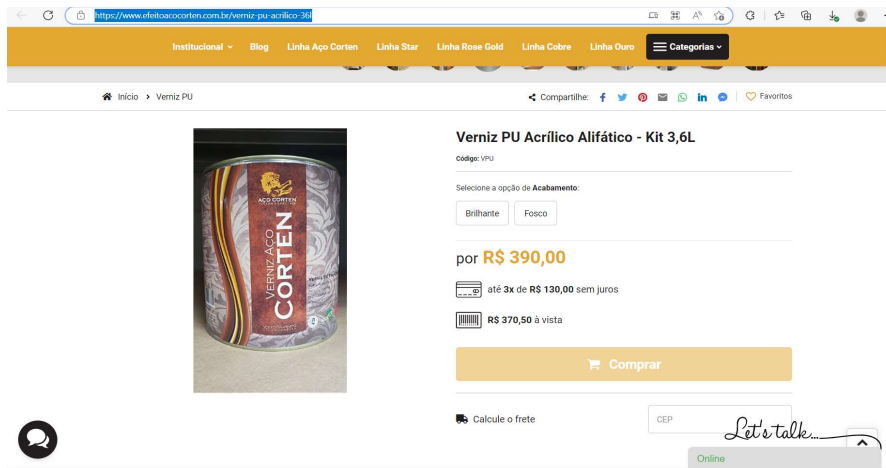 https://www.efeitoacocorten.com.br/verniz-pu-acrilico-36l
Institucional Blog Linha Aço Corten Linha Star Linha Rose Gold Linha Cobre Linha Ouro Categorias
Início > Verniz PU
Compartilhe: Favoritos
Verniz PU Acrílico Alifático - Kit 3,6L
Código: VPU
Selecione a opção de Acabamento:
Brilhante Fosco
por R$ 390,00
até 3x de R$ 130,00 sem juros
R$ 370,50 à vista
Comprar
Calcule o frete CEP
AÇO CORTEN
VERNIZ AÇO
CORTEN
Let's talk...
Online